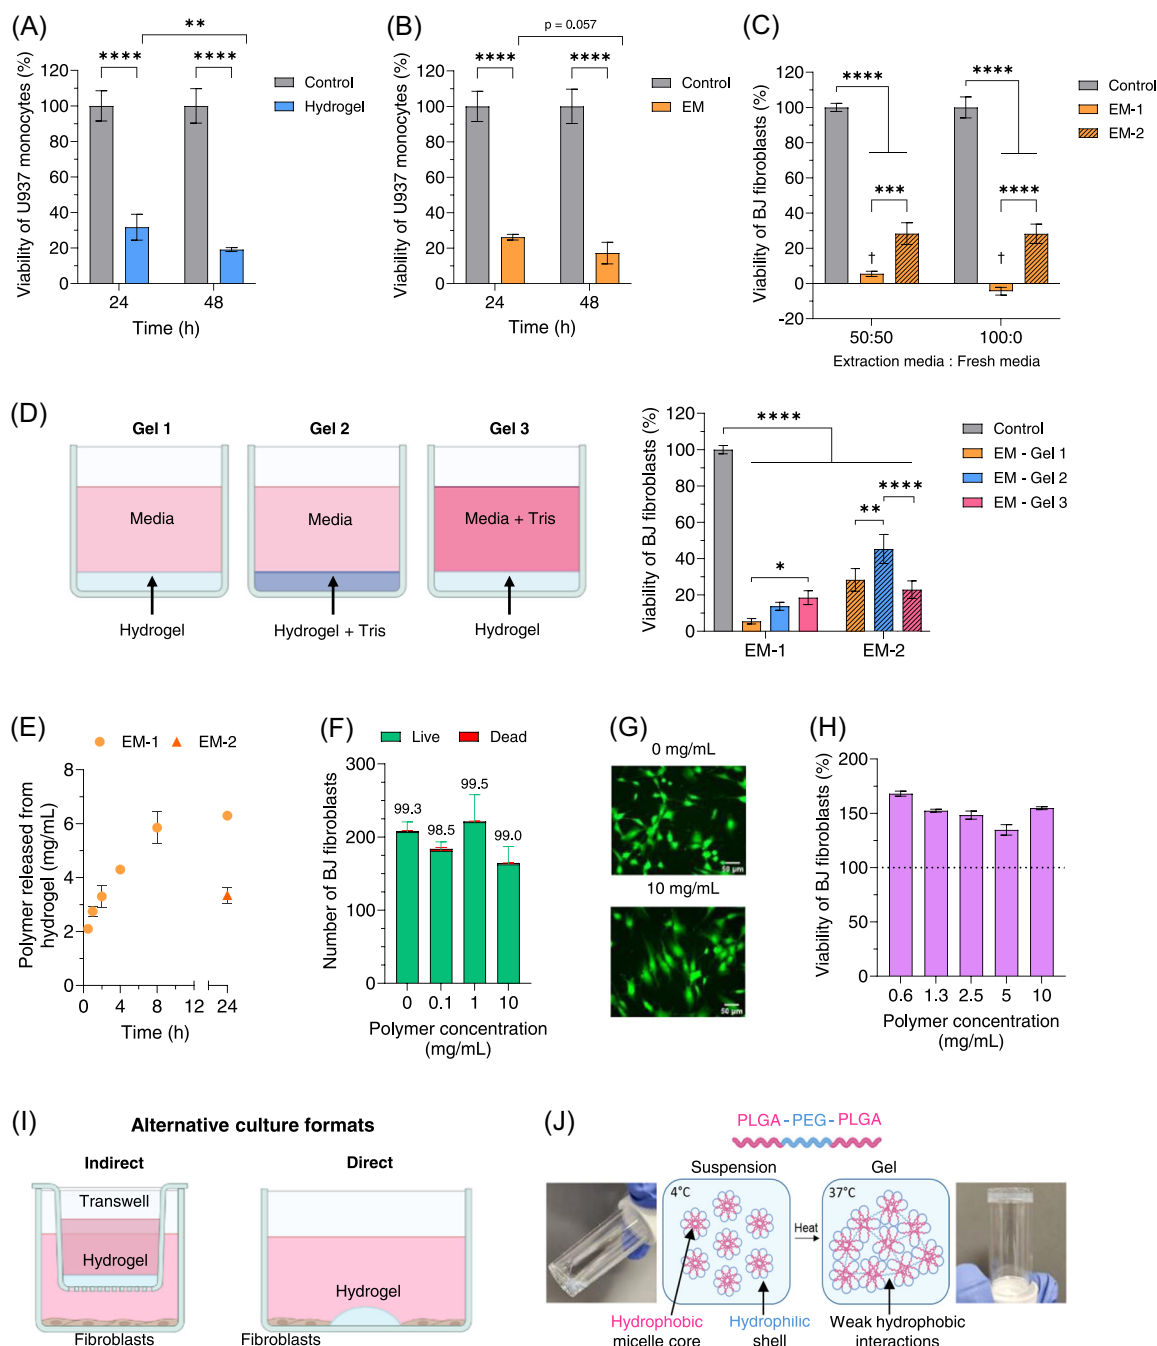 (A)
**
****
****
Viability of U937 monocytes (%)
120
100
80
60
40
20
0
24
48
Time (h)
Control
Hydrogel
(B)
p = 0.057
****
****
Viability of U937 monocytes (%)
120
100
80
60
40
20
0
24
48
Time (h)
Control
EM
(C)
****
****
***
****
†
†
Viability of BJ fibroblasts (%)
120
100
80
60
40
20
0
-20
50:50
100:0
Extraction media : Fresh media
Control
EM-1
EM-2
(D)
Gel 1
Gel 2
Gel 3
Media
Media
Media + Tris
Hydrogel
Hydrogel + Tris
Hydrogel
Viability of BJ fibroblasts (%)
120
100
80
60
40
20
0
****
*
**
****
EM-1
EM-2
Control
EM - Gel 1
EM - Gel 2
EM - Gel 3
(E)
EM-1
EM-2
Polymer released from
hydrogel (mg/mL)
8
6
4
2
0
0
4
8
12
24
Time (h)
(F)
Live
Dead
Number of BJ fibroblasts
300
225
150
75
0
99.3
98.5
99.5
99.0
0
0.1
1
10
Polymer concentration
(mg/mL)
(G)
0 mg/mL
50 µm
10 mg/mL
50 µm
(H)
Viability of BJ fibroblasts (%)
200
150
100
50
0
0.6
1.3
2.5
5
10
Polymer concentration
(mg/mL)
(I)
Alternative culture formats
Indirect
Direct
Transwell
Hydrogel
Fibroblasts
Hydrogel
Fibroblasts
(J)
PLGA - PEG - PLGA
Suspension
Gel
4°C
Heat
37°C
Hydrophobic
micelle core
Hydrophilic
shell
Weak hydrophobic
interactions